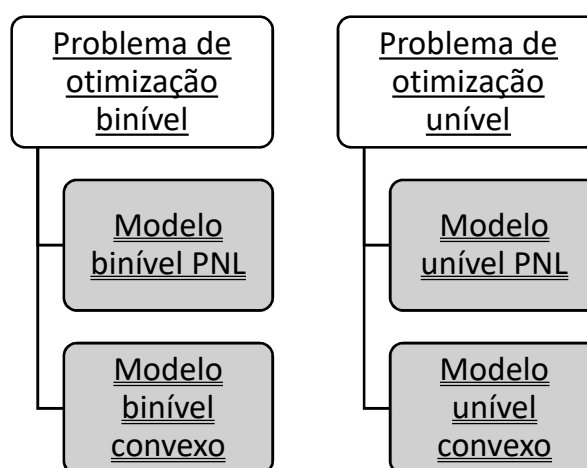 Problema de
otimização
binível
Modelo
binível PNL
Modelo
binível
convexo
Problema de
otimização
unível
Modelo
unível PNL
Modelo
unível
convexo